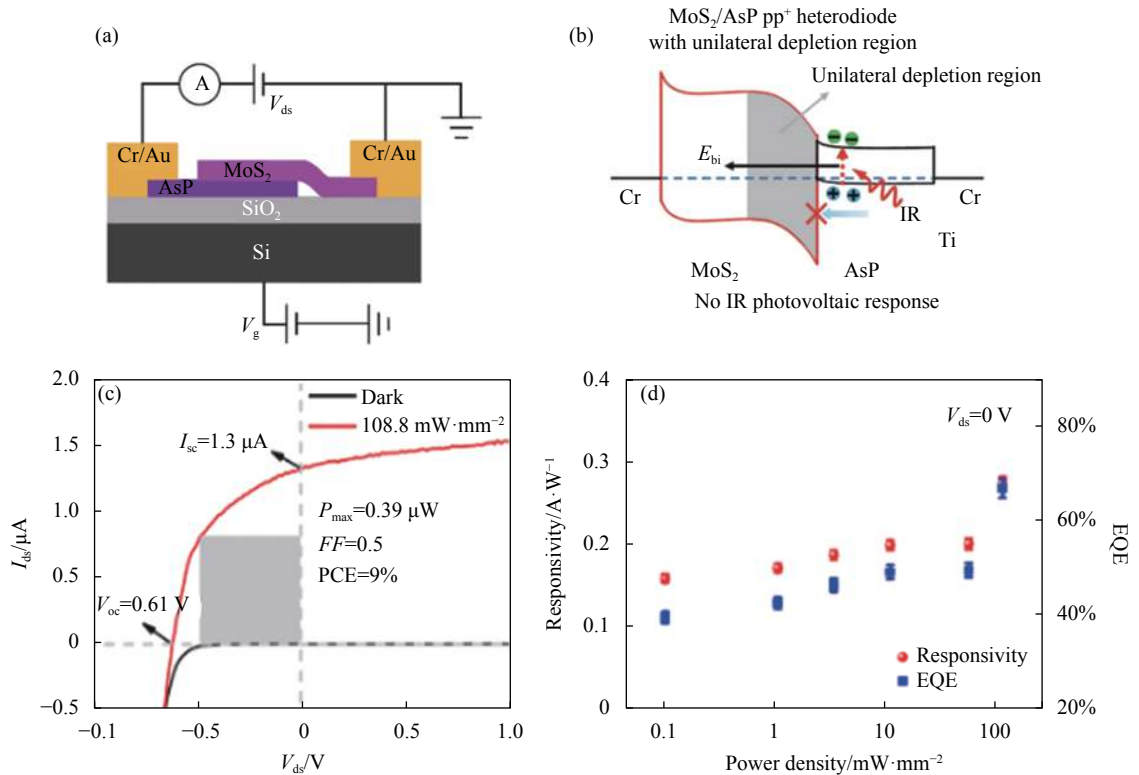 (a)
A
V_ds
Cr/Au
Cr/Au
MoS₂
AsP
SiO₂
Si
V_g
MoS₂/AsP pp⁺ heterodiode
(b)
with unilateral depletion region
Unilateral depletion region
E_bi
Cr
Cr
IR
Ti
MoS₂
AsP
No IR photovoltaic response
(c)
2.0
1.5
1.0
0.5
0
−0.5
I_ds/μA
Dark
108.8 mW·mm⁻²
I_sc=1.3 μA
P_max=0.39 μW
FF=0.5
PCE=9%
V_oc=0.61 V
−0.1
−0.5
0
0.5
1.0
V_ds/V
(d)
0.4
0.3
0.2
0.1
0
Responsivity/A·W⁻¹
V_ds=0 V
80%
60%
40%
20%
EQE
Responsivity
EQE
0.1
1
10
100
Power density/mW·mm⁻²